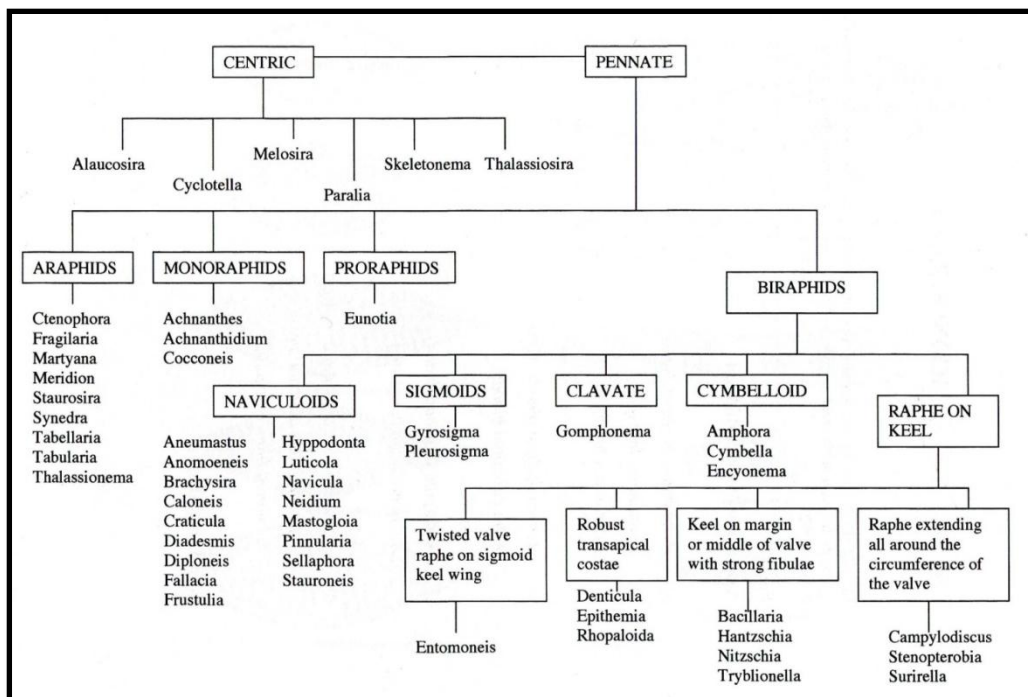 CENTRIC
PENNATE
Alaucosira
Cyclotella
Melosira
Paralia
Skeletonema
Thalassiosira
ARAPHIDS
MONORAPHIDS
PRORAPHIDS
BIRAPHIDS
Ctenophora
Fragilaria
Martyana
Meridion
Staurosira
Synedra
Tabellaria
Tabularia
Thalassionema
Achnanthes
Achnanthidium
Cocconeis
Eunotia
NAVICULOIDS
SIGMOIDS
CLAVATE
CYMBELLOID
RAPHE ON
KEEL
Aneumastus
Anomoeneis
Brachysira
Caloneis
Craticula
Diadesmis
Diploneis
Fallacia
Frustulia
Hyppodonta
Luticola
Navicula
Neidium
Mastogloia
Pinnularia
Sellaphora
Stauroneis
Gyrosigma
Pleurosigma
Gomphonema
Amphora
Cymbella
Encyonema
Twisted valve
raphe on sigmoid
keel wing
Robust
transapical
costae
Keel on margin
or middle of valve
with strong fibulae
Raphe extending
all around the
circumference of
the valve
Entomoneis
Denticula
Epithemia
Rhopaloida
Bacillaria
Hantzschia
Nitzschia
Tryblionella
Campylodiscus
Stenopterobia
Surirella